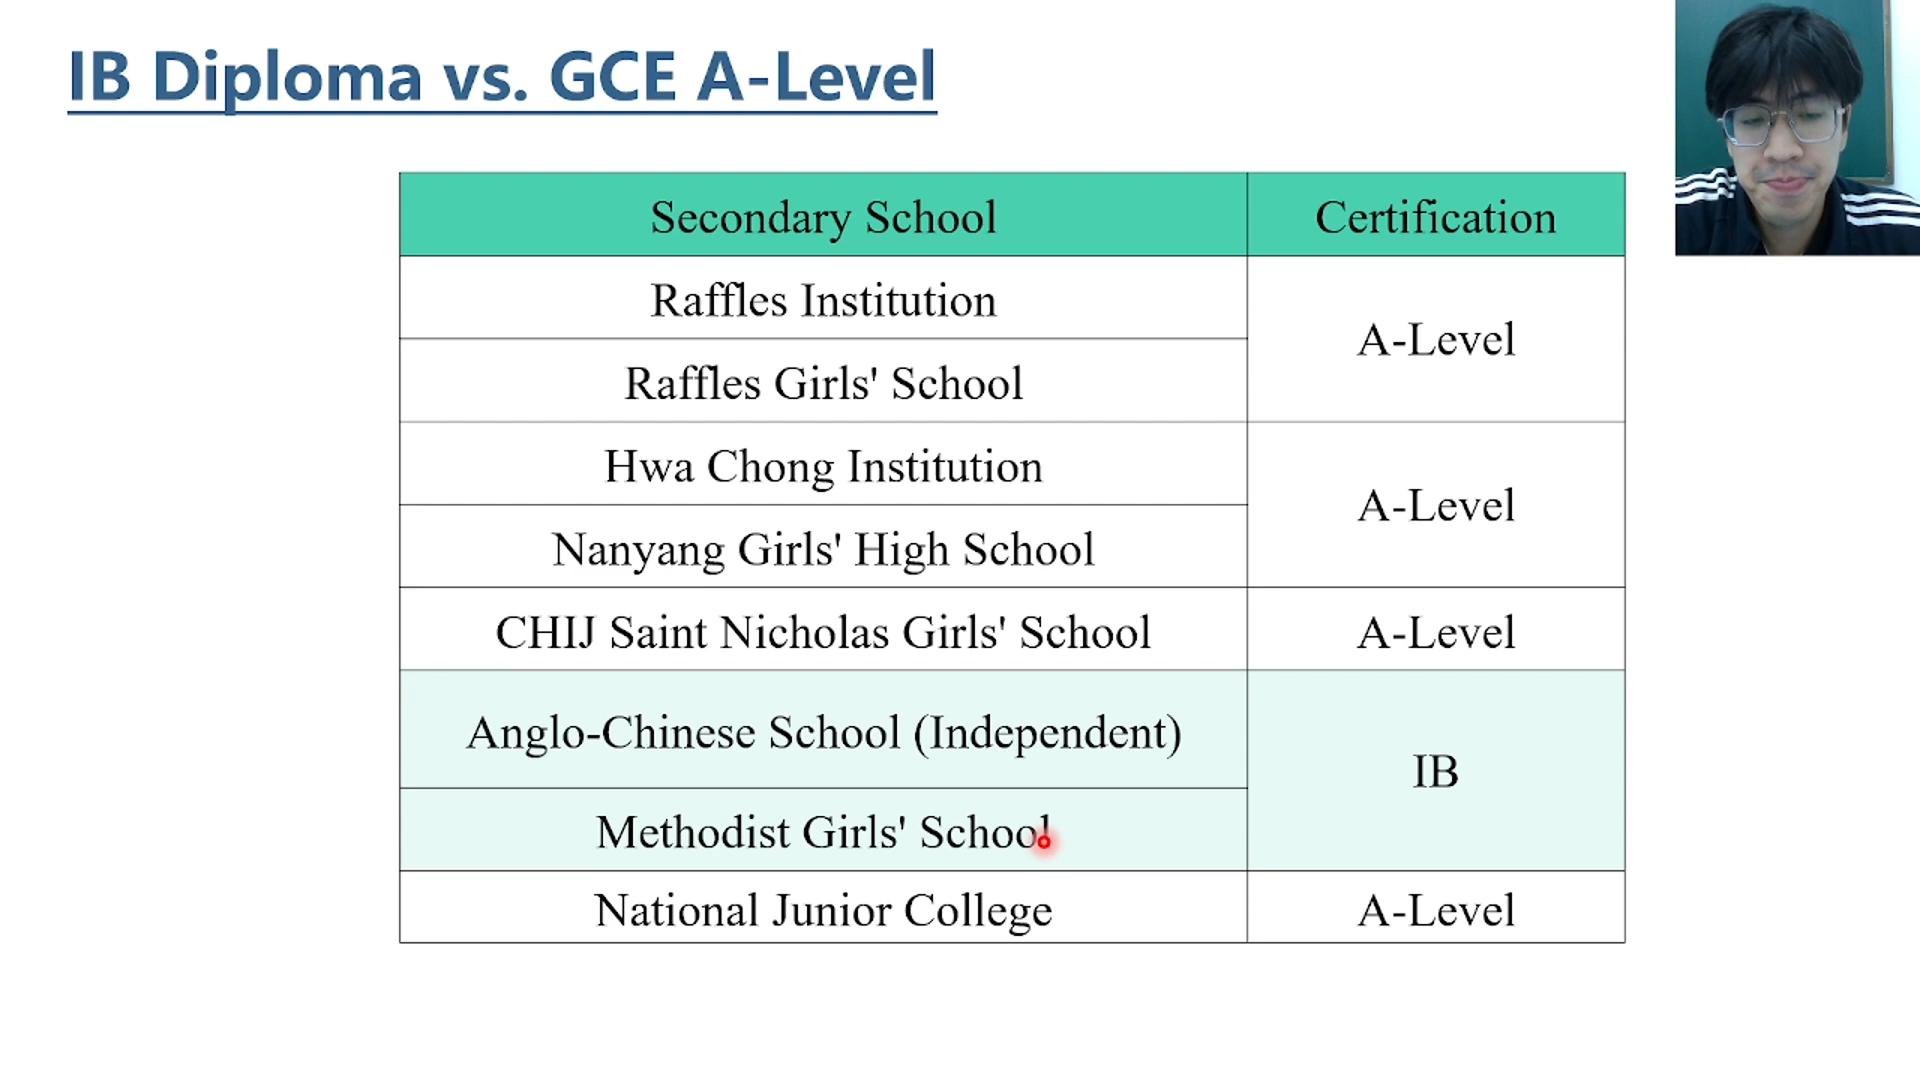 IB Diploma vs. GCE A-Level
Secondary School
Certification
Raffles Institution
A-Level
Raffles Girls' School
Hwa Chong Institution
A-Level
Nanyang Girls' High School
CHIJ Saint Nicholas Girls' School
A-Level
Anglo-Chinese School (Independent)
IB
Methodist Girls' School
National Junior College
A-Level